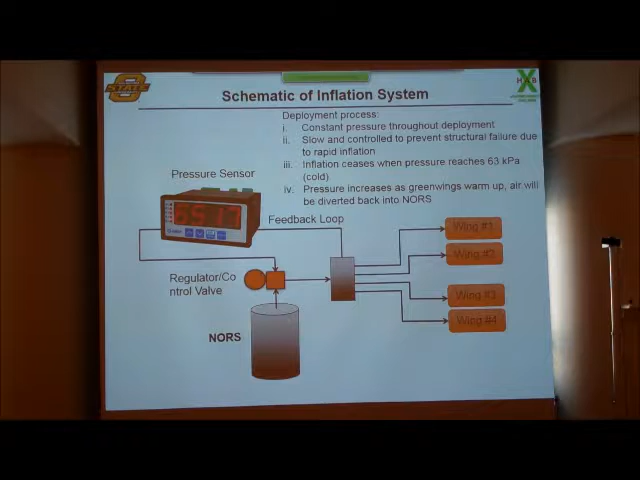 STATE
X
H B
Schematic of Inflation System
Deployment process:
i. Constant pressure throughout deployment
ii. Slow and controlled to prevent structural failure due
to rapid inflation
iii. Inflation ceases when pressure reaches 63 kPa
(cold)
iv. Pressure increases as greenwings warm up, air will
be diverted back into NORS
Pressure Sensor
6517
Feedback Loop
Wing #1
Wing #2
Regulator/Co
ntrol Valve
Wing #3
Wing #4
NORS